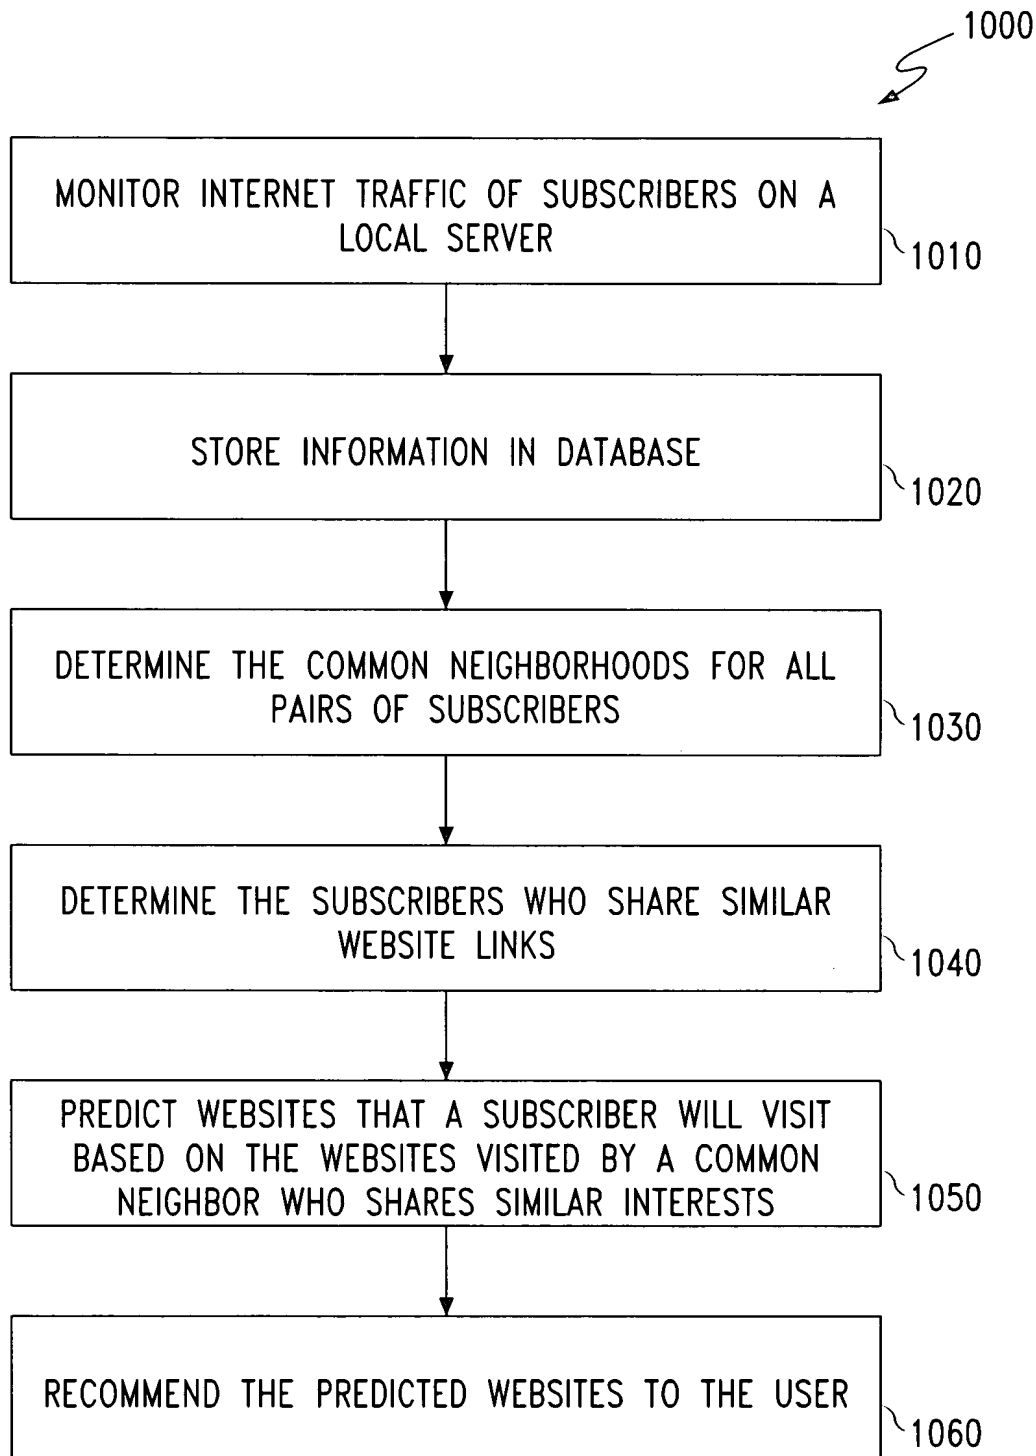 1000
MONITOR INTERNET TRAFFIC OF SUBSCRIBERS ON A
LOCAL SERVER
1010
STORE INFORMATION IN DATABASE
1020
DETERMINE THE COMMON NEIGHBORHOODS FOR ALL
PAIRS OF SUBSCRIBERS
1030
DETERMINE THE SUBSCRIBERS WHO SHARE SIMILAR
WEBSITE LINKS
1040
PREDICT WEBSITES THAT A SUBSCRIBER WILL VISIT
BASED ON THE WEBSITES VISITED BY A COMMON
NEIGHBOR WHO SHARES SIMILAR INTERESTS
1050
RECOMMEND THE PREDICTED WEBSITES TO THE USER
1060